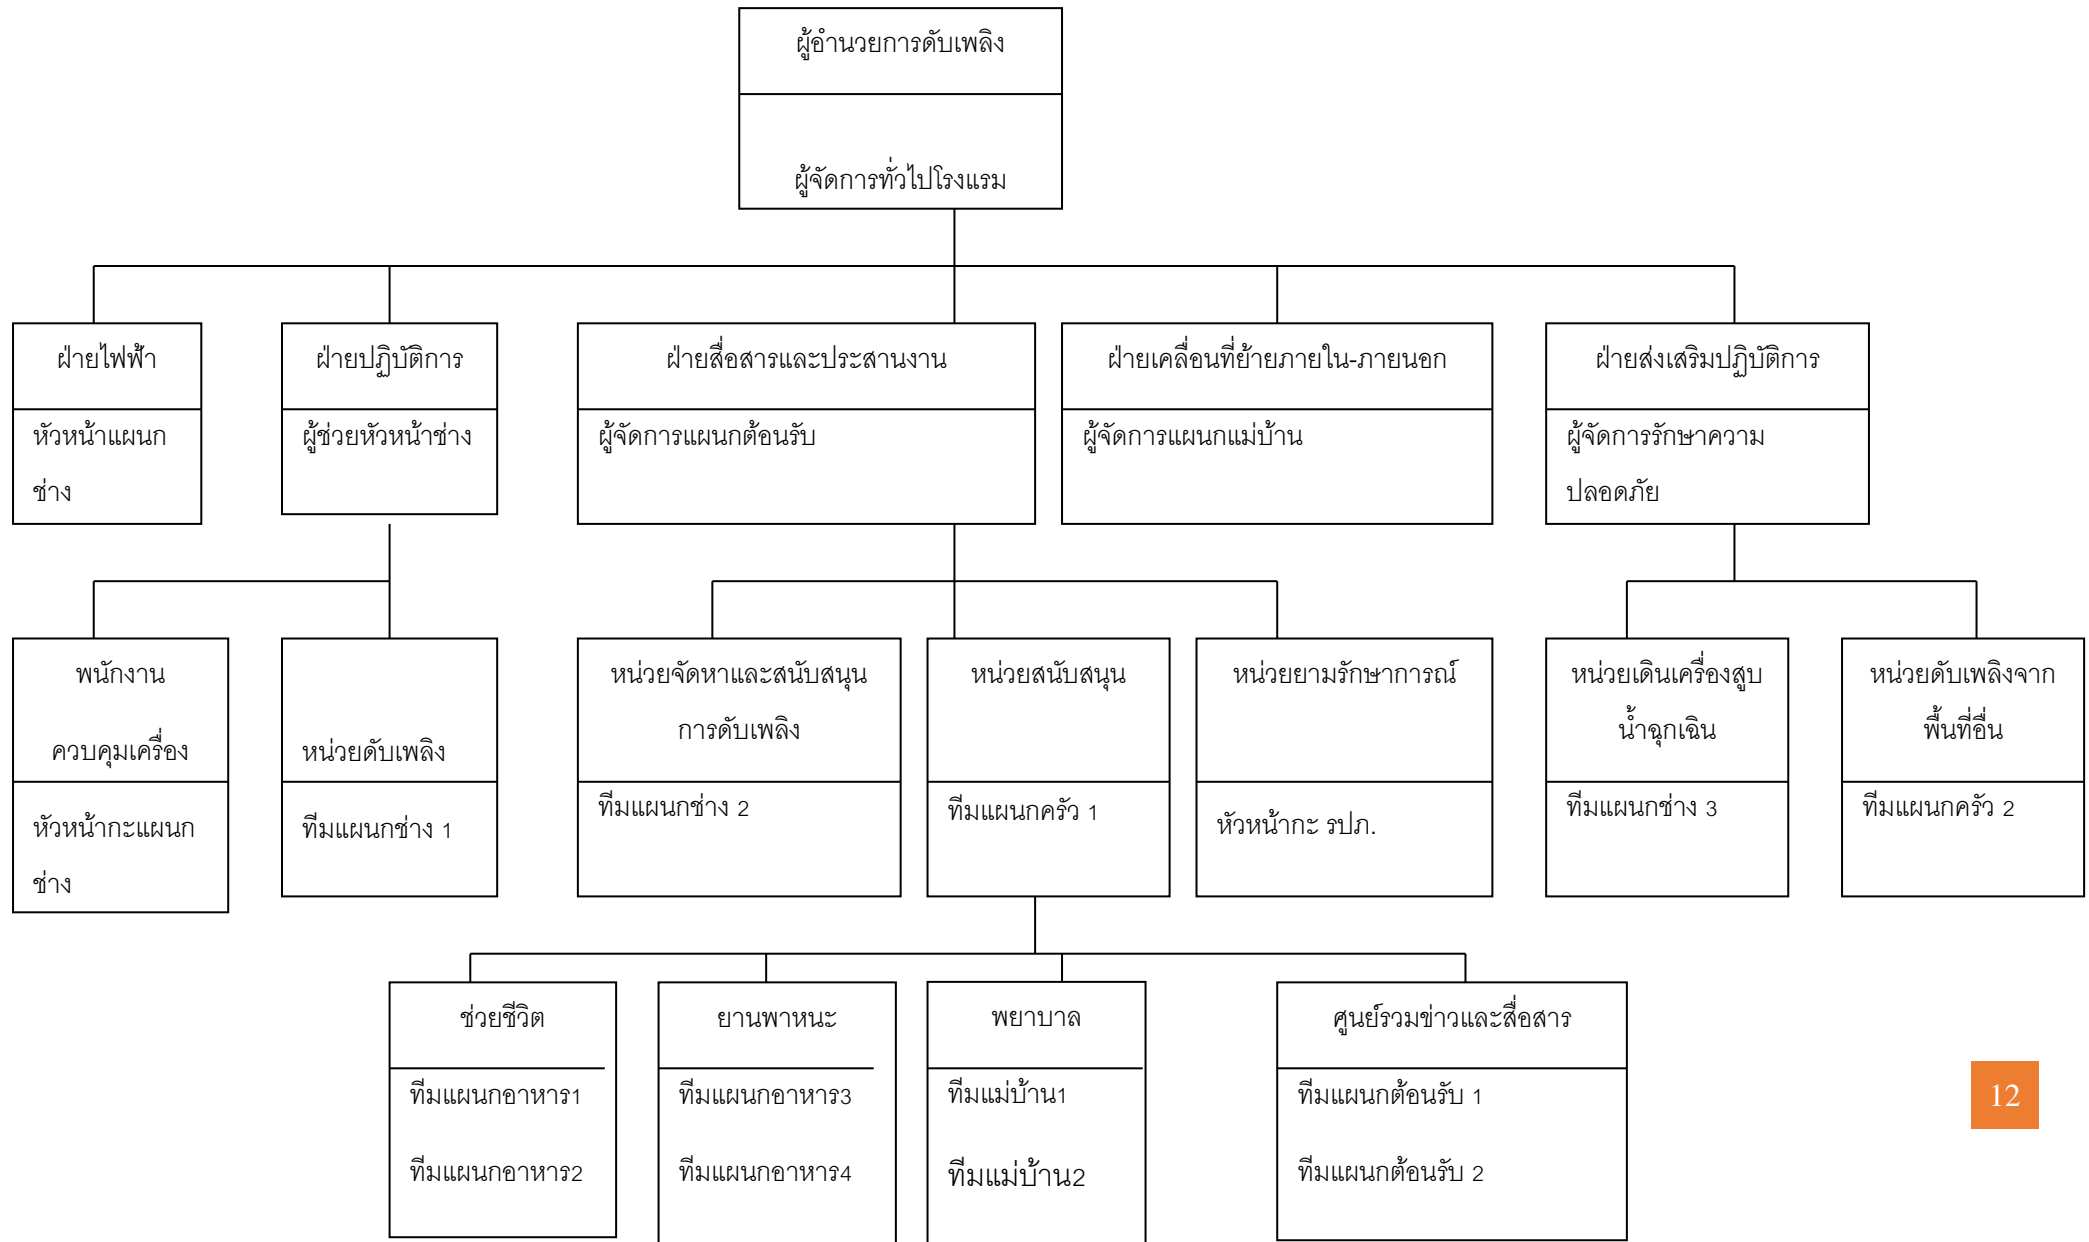 ผู้อำนวยการดับเพลิง
ผู้จัดการทั่วไปโรงแรม
ฝ่ายไฟฟ้า
หัวหน้าแผนก
ช่าง
ฝ่ายปฏิบัติการ
ผู้ช่วยหัวหน้าช่าง
ฝ่ายสื่อสารและประสานงาน
ผู้จัดการแผนกต้อนรับ
ฝ่ายเคลื่อนที่ย้ายภายใน-ภายนอก
ผู้จัดการแผนกแม่บ้าน
ฝ่ายส่งเสริมปฏิบัติการ
ผู้จัดการรักษาความ
ปลอดภัย
พนักงาน
ควบคุมเครื่อง
หัวหน้ากะแผนก
ช่าง
หน่วยดับเพลิง
ทีมแผนกช่าง 1
หน่วยจัดหาและสนับสนุน
การดับเพลิง
ทีมแผนกช่าง 2
หน่วยสนับสนุน
ทีมแผนกครัว 1
หน่วยยามรักษาการณ์
หัวหน้ากะ รปภ.
หน่วยเดินเครื่องสูบ
น้ำฉุกเฉิน
ทีมแผนกช่าง 3
หน่วยดับเพลิงจาก
พื้นที่อื่น
ทีมแผนกครัว 2
ช่วยชีวิต
ทีมแผนกอาหาร1
ทีมแผนกอาหาร2
ยานพาหนะ
ทีมแผนกอาหาร3
ทีมแผนกอาหาร4
พยาบาล
ทีมแม่บ้าน1
ทีมแม่บ้าน2
ศูนย์รวมข่าวและสื่อสาร
ทีมแผนกต้อนรับ 1
ทีมแผนกต้อนรับ 2
12